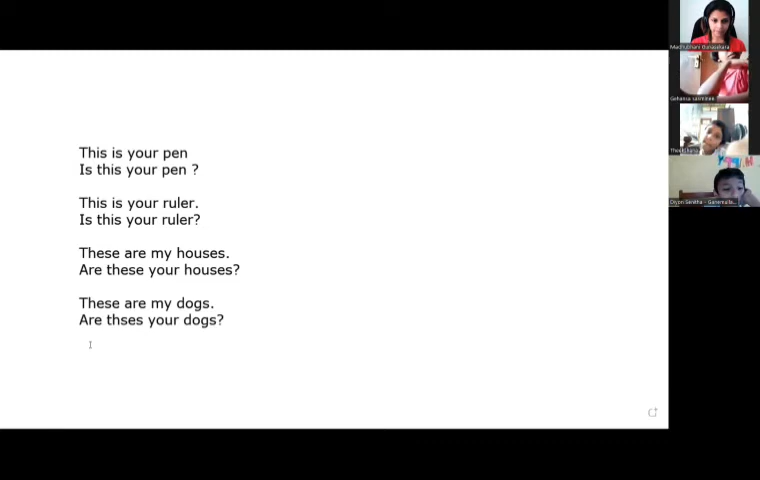 This is your pen
Is this your pen ?
This is your ruler.
Is this your ruler?
These are my houses.
Are these your houses?
These are my dogs.
Are thses your dogs?